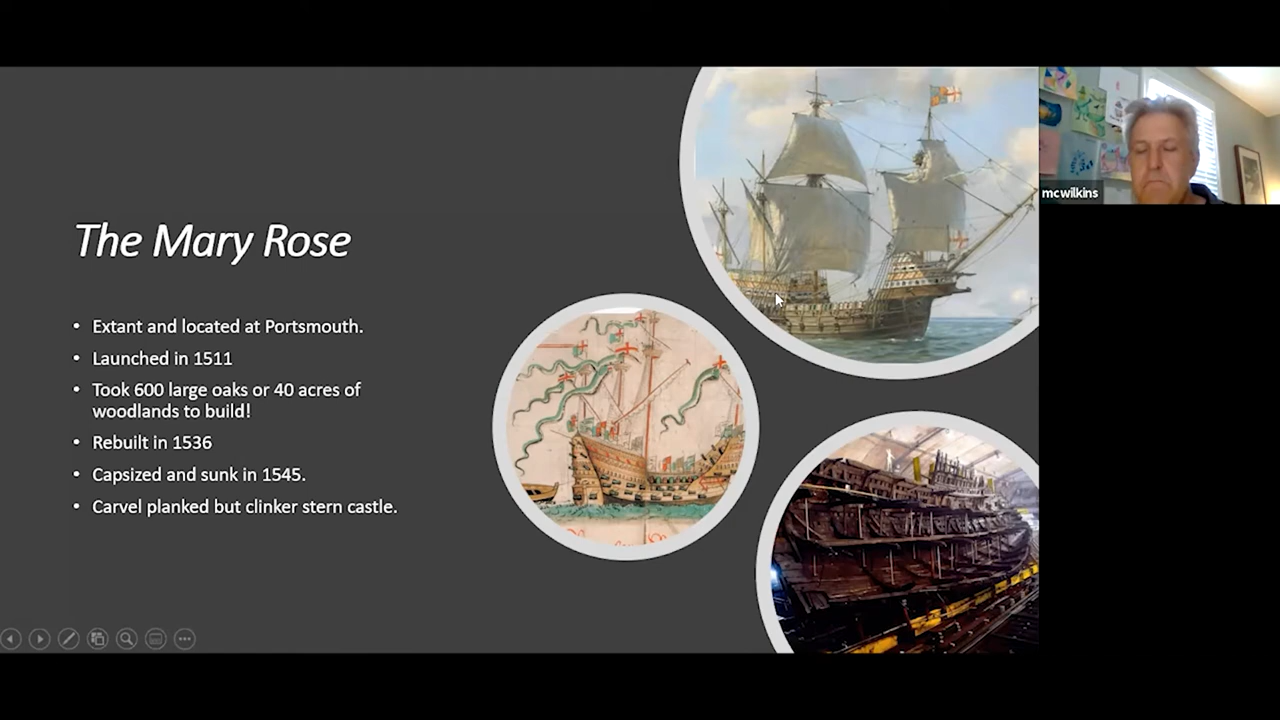 The Mary Rose
• Extant and located at Portsmouth.
• Launched in 1511
• Took 600 large oaks or 40 acres of
woodlands to build!
• Rebuilt in 1536
• Capsized and sunk in 1545.
• Carvel planked but clinker stern castle.
mcwilkins